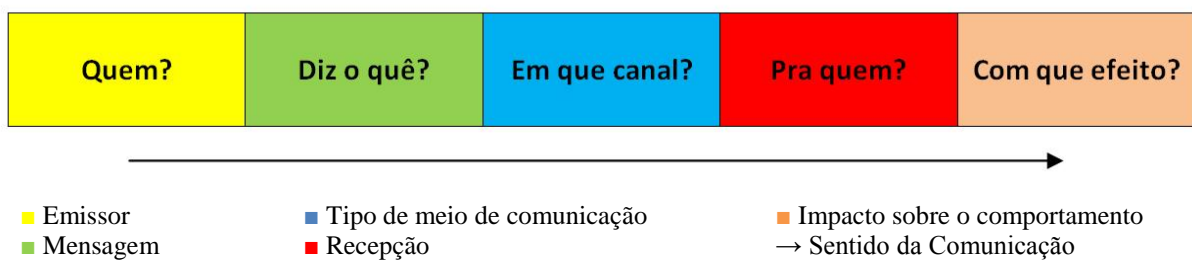 Quem? Diz o quê? Em que canal? Pra quem? Com que efeito?
■ Emissor ■ Tipo de meio de comunicação ■ Impacto sobre o comportamento
■ Mensagem ■ Recepção → Sentido da Comunicação